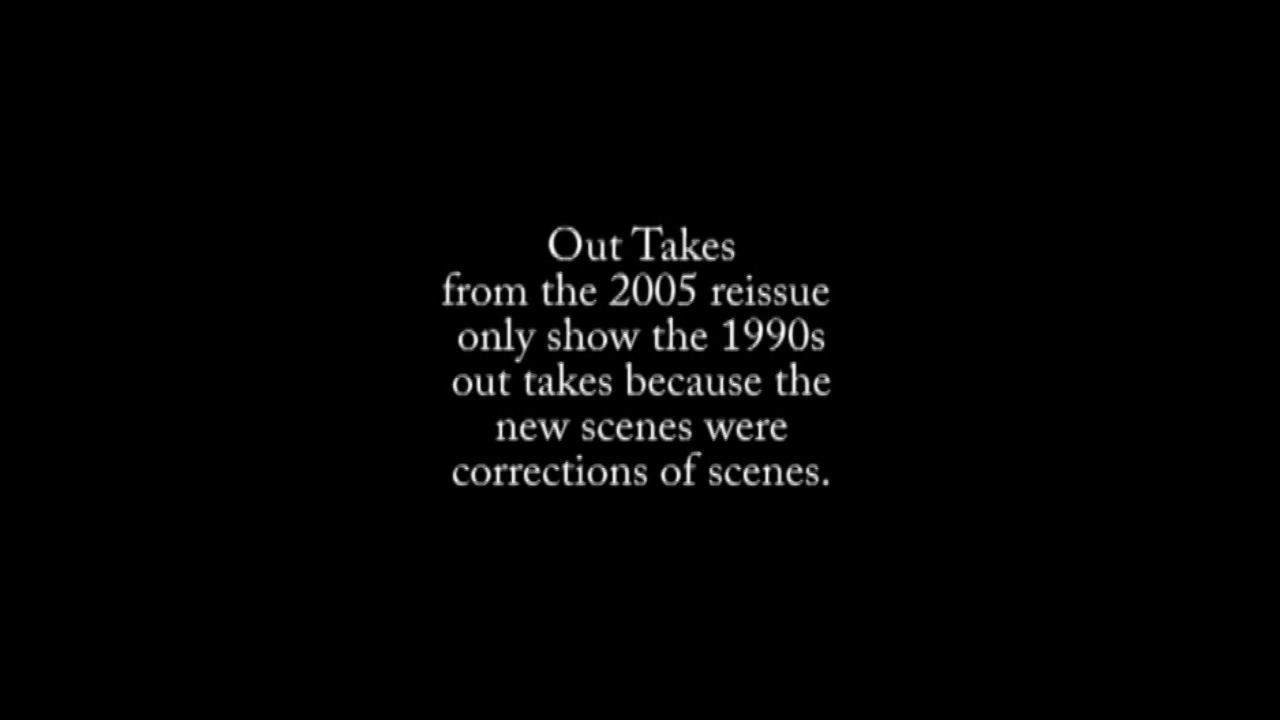 Out Takes
from the 2005 reissue
only show the 1990s
out takes because the
new scenes were
corrections of scenes.